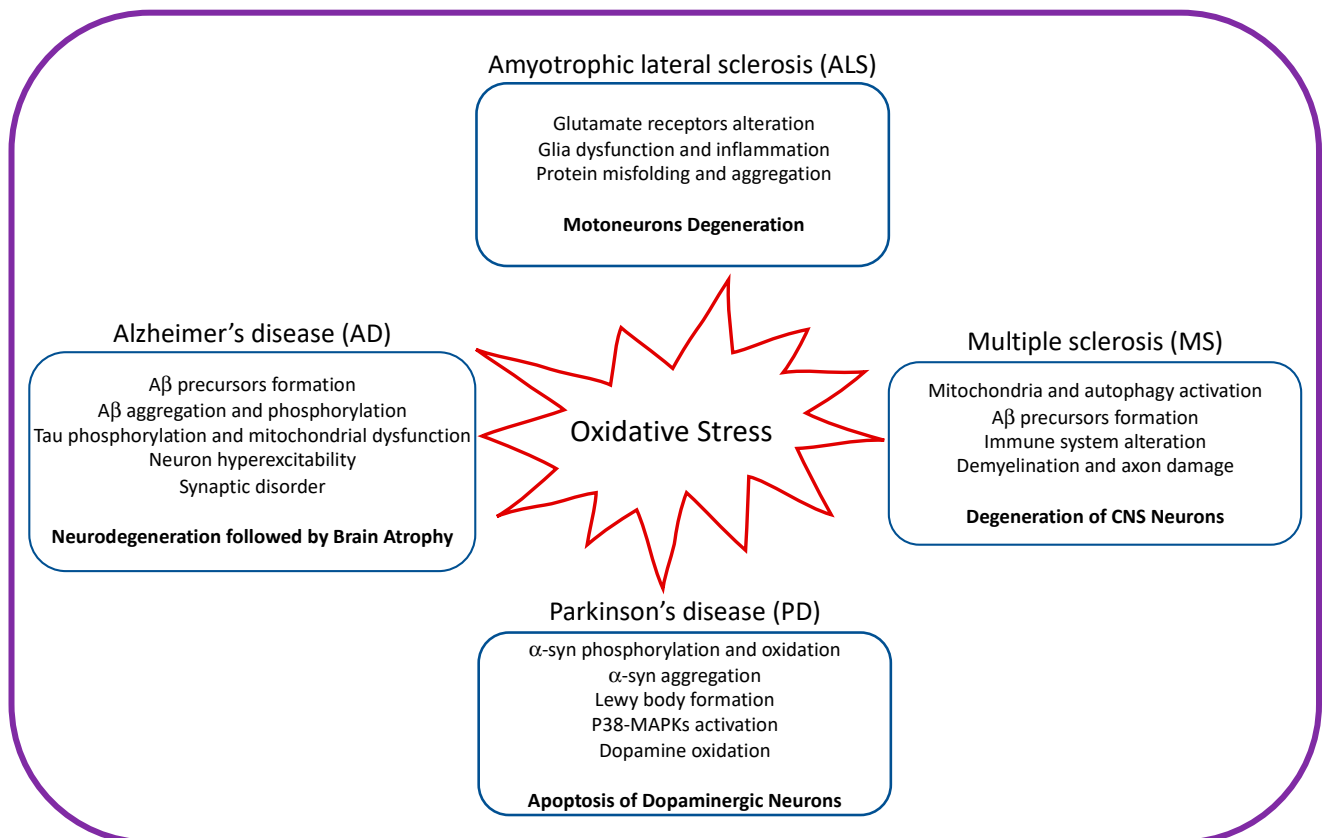 Amyotrophic lateral sclerosis (ALS)
Glutamate receptors alteration
Glia dysfunction and inflammation
Protein misfolding and aggregation
Motoneurons Degeneration
Alzheimer’s disease (AD)
Aβ precursors formation
Aβ aggregation and phosphorylation
Tau phosphorylation and mitochondrial dysfunction
Neuron hyperexcitability
Synaptic disorder
Neurodegeneration followed by Brain Atrophy
Oxidative Stress
Multiple sclerosis (MS)
Mitochondria and autophagy activation
Aβ precursors formation
Immune system alteration
Demyelination and axon damage
Degeneration of CNS Neurons
Parkinson’s disease (PD)
α-syn phosphorylation and oxidation
α-syn aggregation
Lewy body formation
P38-MAPKs activation
Dopamine oxidation
Apoptosis of Dopaminergic Neurons